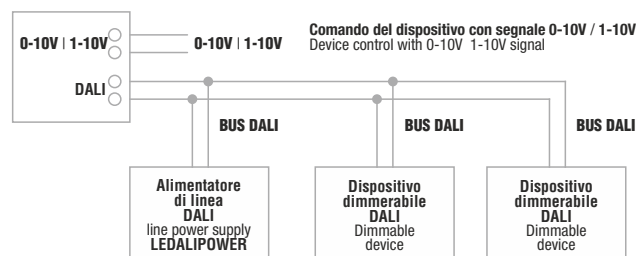 0-10V | 1-10V
0-10V | 1-10V
Comando del dispositivo con segnale 0-10V / 1-10V
Device control with 0-10V 1-10V signal
DALI
BUS DALI
BUS DALI
BUS DALI
Alimentatore
di linea
DALI
line power supply
LEDALIPOWER
Dispositivo
dimmerabile
DALI
Dimmable
device
Dispositivo
dimmerabile
DALI
Dimmable
device